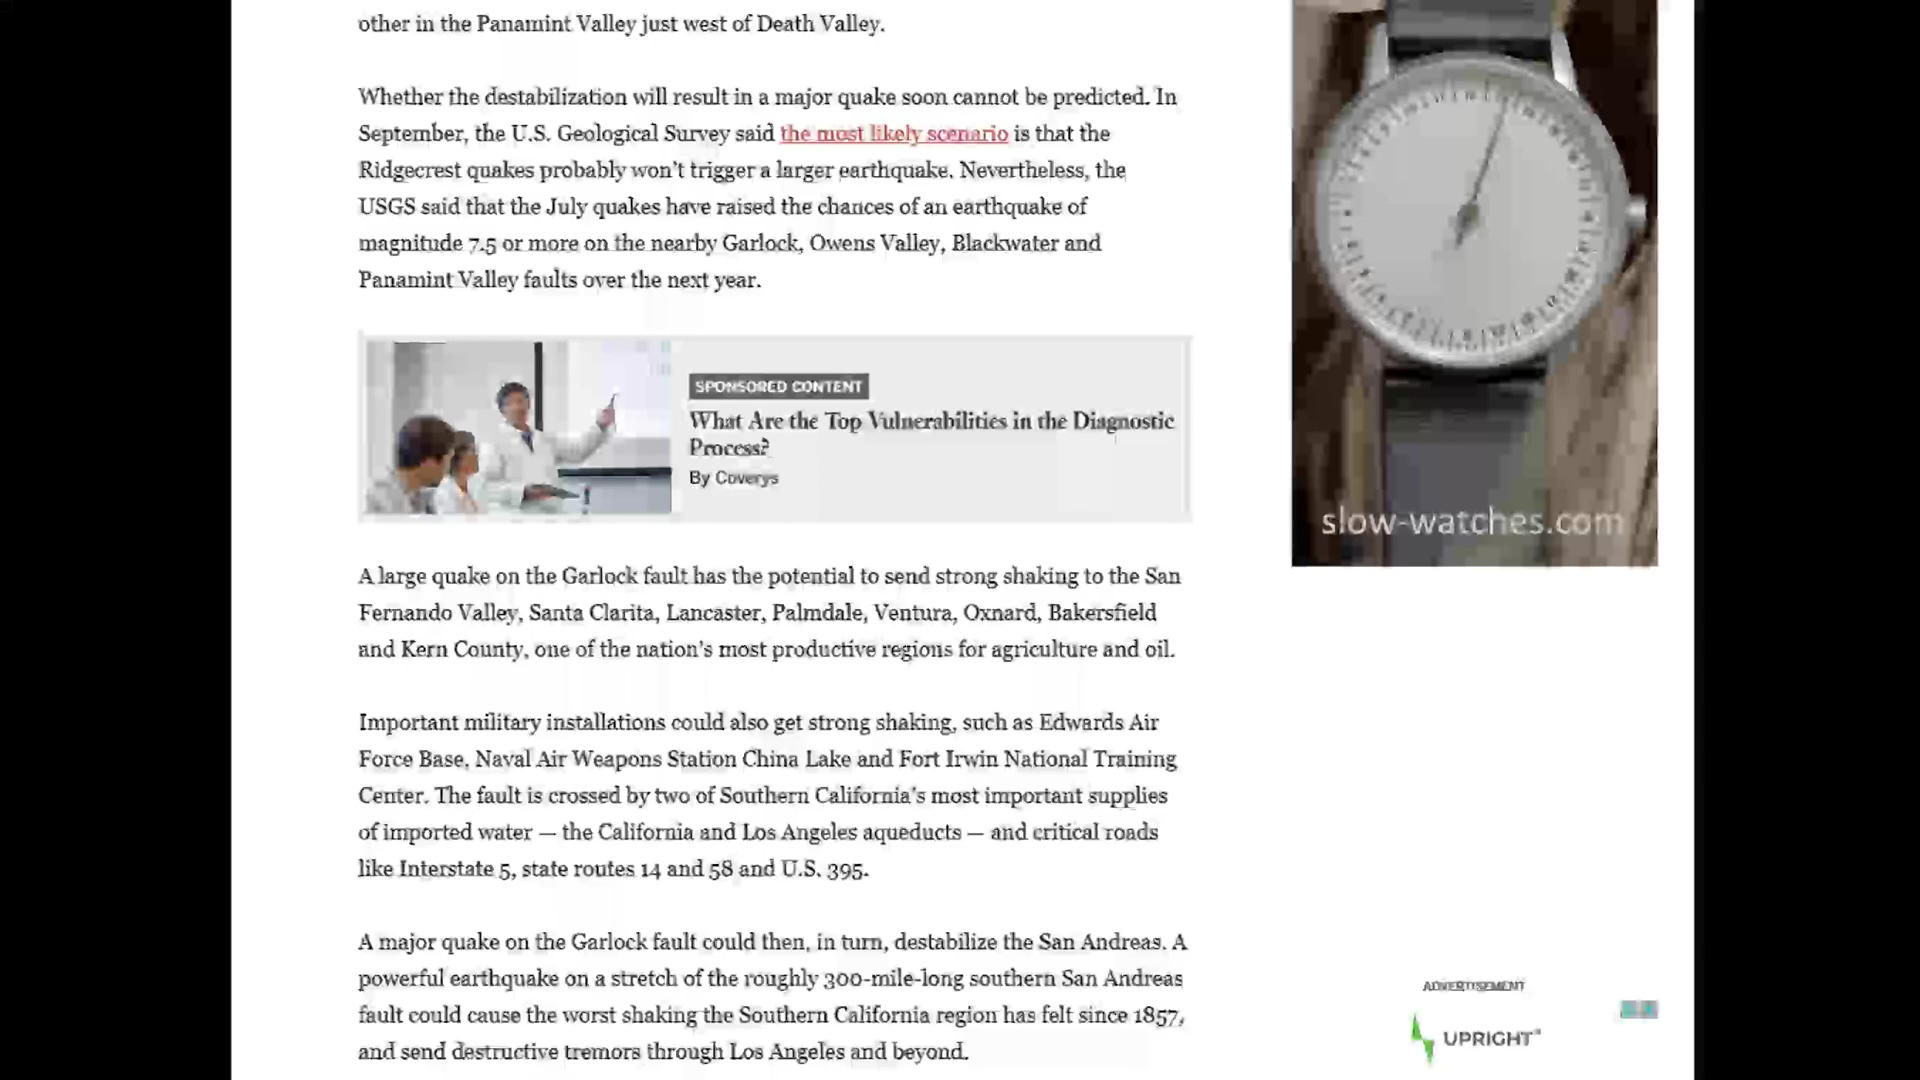 other in the Panamint Valley just west of Death Valley.
Whether the destabilization will result in a major quake soon cannot be predicted. In
September, the U.S. Geological Survey said the most likely scenario is that the
Ridgecrest quakes probably won't trigger a larger earthquake. Nevertheless, the
USGS said that the July quakes have raised the chances of an earthquake of
magnitude 7.5 or more on the nearby Garlock, Owens Valley, Blackwater and
Panamint Valley faults over the next year.
SPONSORED CONTENT
What Are the Top Vulnerabilities in the Diagnostic
Process?
By Coverys
A large quake on the Garlock fault has the potential to send strong shaking to the San
Fernando Valley, Santa Clarita, Lancaster, Palmdale, Ventura, Oxnard, Bakersfield
and Kern County, one of the nation's most productive regions for agriculture and oil.
Important military installations could also get strong shaking, such as Edwards Air
Force Base, Naval Air Weapons Station China Lake and Fort Irwin National Training
Center. The fault is crossed by two of Southern California's most important supplies
of imported water — the California and Los Angeles aqueducts — and critical roads
like Interstate 5, state routes 14 and 58 and U.S. 395.
A major quake on the Garlock fault could then, in turn, destabilize the San Andreas. A
powerful earthquake on a stretch of the roughly 300-mile-long southern San Andreas
fault could cause the worst shaking the Southern California region has felt since 1857,
and send destructive tremors through Los Angeles and beyond.
slow-watches.com
ADVERTISEMENT
UPRIGHT